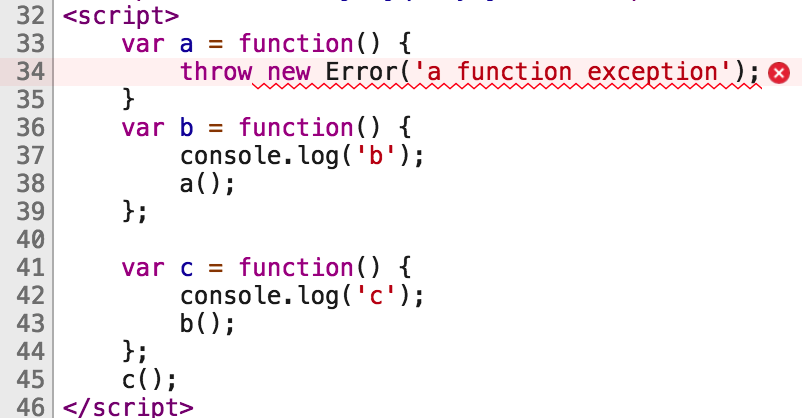 32 <script>
33 var a = function() {
34 throw new Error('a function exception');
35 }
36 var b = function() {
37 console.log('b');
38 a();
39 };
40
41 var c = function() {
42 console.log('c');
43 b();
44 };
45 c();
46 </script>